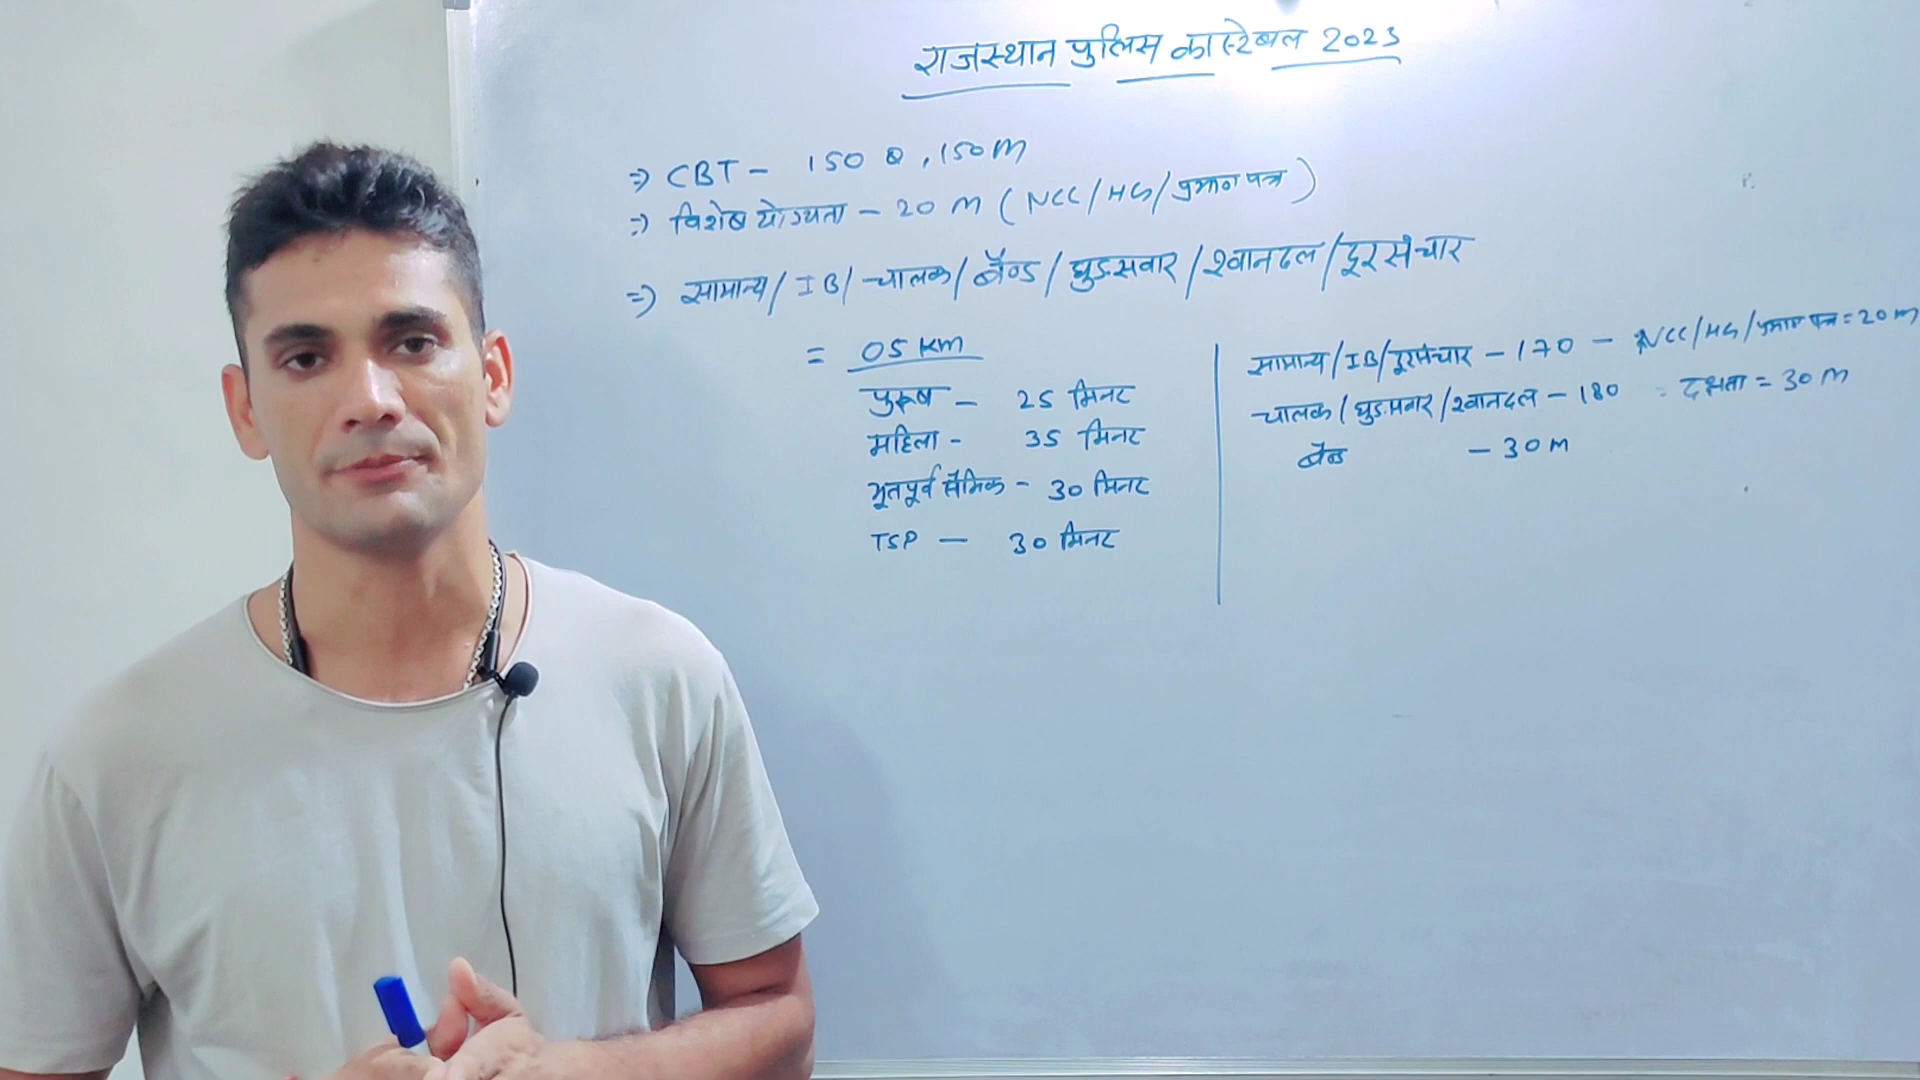 राजस्थान पुलिस कांस्टेबल 2023
⇒ CBT - 150 Q, 150 M
⇒ विशेष योग्यता - 20 M (NCC/HG/प्रमाण पत्र)
⇒ सामान्य/IB/चालक/बैण्ड/घुड़सवार/श्वानदल/दूरसंचार
= 05 KM
पुरूष - 25 मिनट
महिला - 35 मिनट
भूतपूर्व सैनिक - 30 मिनट
TSP - 30 मिनट
सामान्य/IB/दूरसंचार - 170 - NCC/HG/प्रमाण पत्र = 20 M
चालक/घुड़सवार/श्वानदल - 180 = दक्षता = 30 M
बैण्ड - 30 M